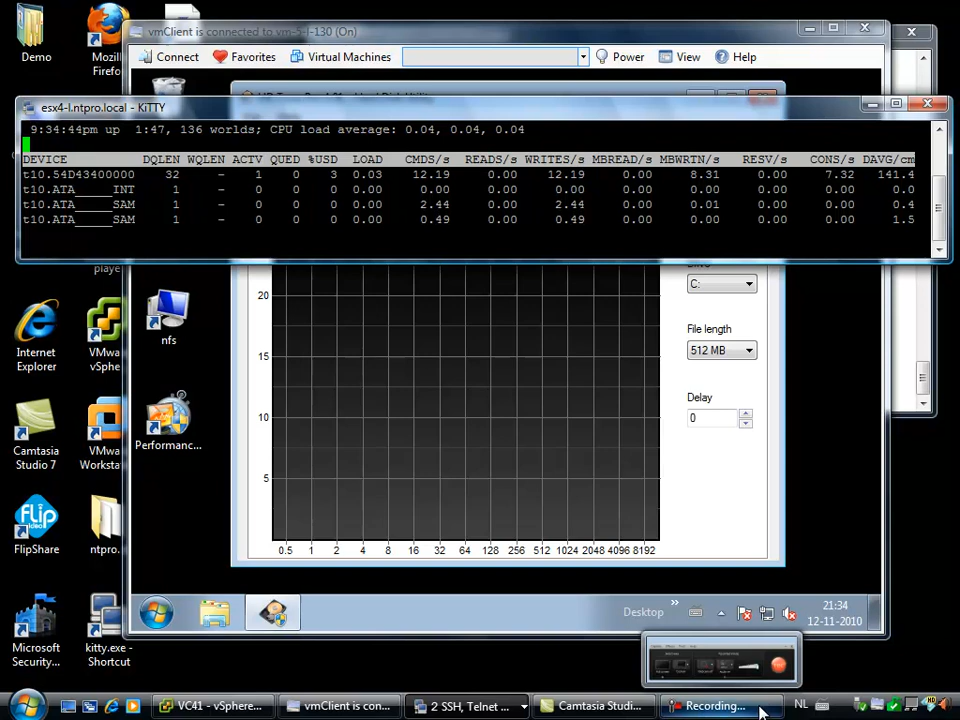 Demo
Mozil
Firefo
vmClient is connected to vm-5-I-130 (On)
Connect Favorites Virtual Machines Power View Help
esx4-I.ntpro.local - KiTTY
9:34:44pm up 1:47, 136 worlds; CPU load average: 0.04, 0.04, 0.04
DEVICE DQLEN WQLEN ACTV QUED %USD LOAD CMDS/s READS/s WRITES/s MBREAD/s MBWRTN/s RESV/s CONS/s DAVG/cm
t10.54D43400000 32 - 1 0 3 0.03 12.19 0.00 12.19 0.00 8.31 0.00 7.32 141.4
t10.ATA_____INT 1 - 0 0 0 0.00 0.00 0.00 0.00 0.00 0.00 0.00 0.00 0.0
t10.ATA_____SAM 1 - 0 0 0 0.00 2.44 0.00 2.44 0.00 0.01 0.00 0.00 0.4
t10.ATA_____SAM 1 - 0 0 0 0.00 0.49 0.00 0.49 0.00 0.00 0.00 0.00 1.5
playe
20
C:
nfs
Internet
Explorer
VMwa
vSphe
File length
15
512 MB
Delay
10
0
Camtasia
Studio 7
VMwa
Worksta
Performanc...
5
FlipShare
ntpro.
0.5 1 2 4 8 16 32 64 128 256 512 1024 2048 4096 8192
Desktop
21:34
12-11-2010
Microsoft
Security...
kitty.exe -
Shortcut
VC41 - vSphere... vmClient is con... 2 SSH, Telnet ... Camtasia Studi... Recording... NL